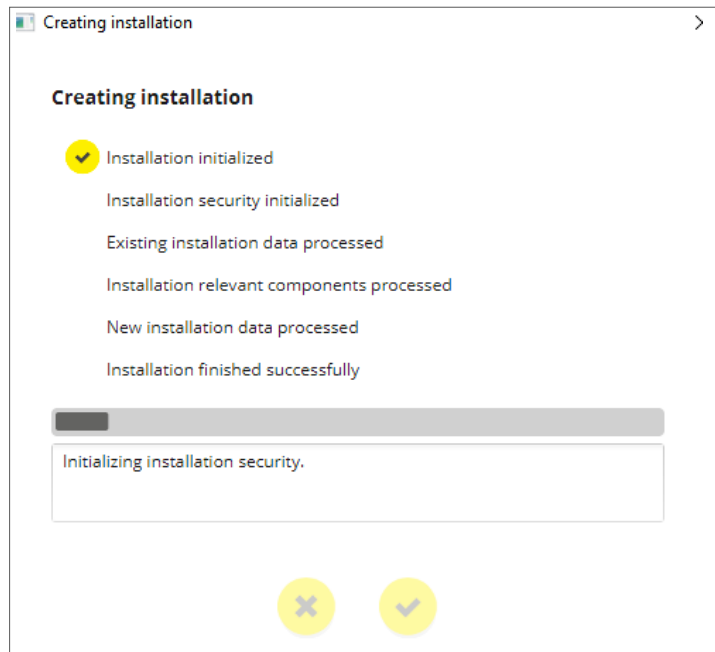 Creating installation
Creating installation
Installation initialized
Installation security initialized
Existing installation data processed
Installation relevant components processed
New installation data processed
Installation finished successfully
Initializing installation security.